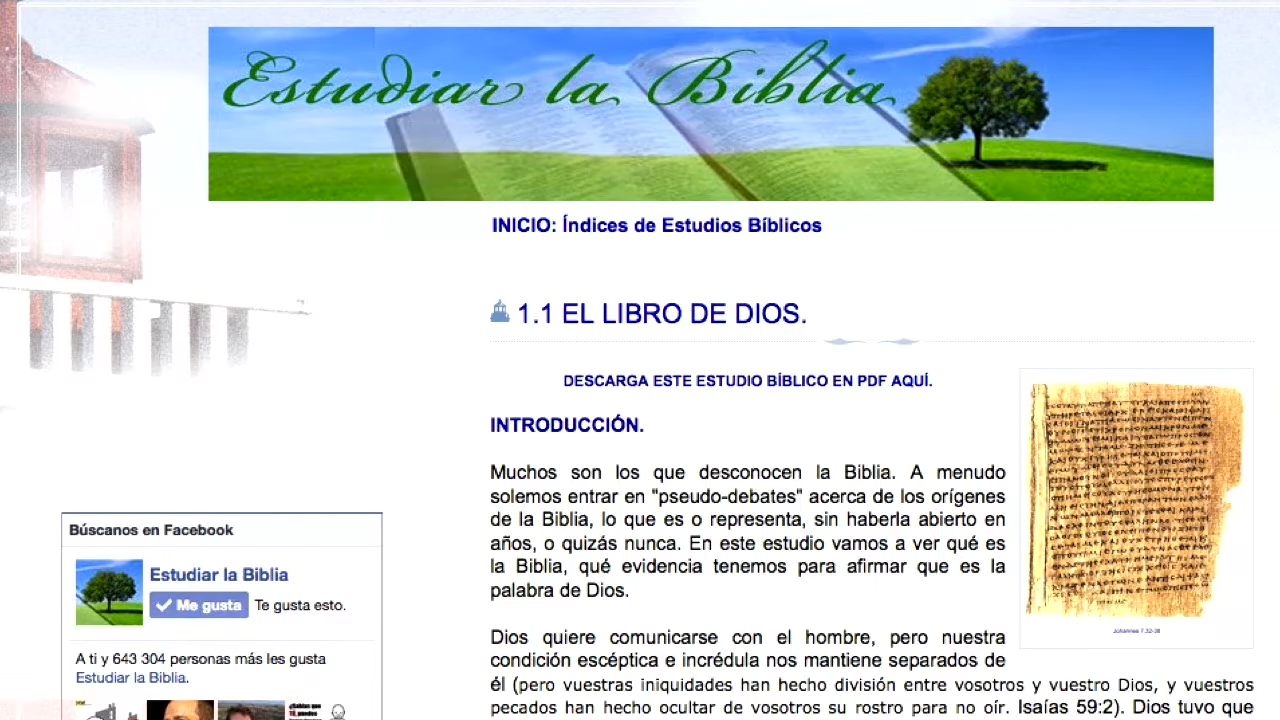 Estudiar la Biblia
INICIO: Índices de Estudios Bíblicos
1.1 EL LIBRO DE DIOS.
DESCARGA ESTE ESTUDIO BÍBLICO EN PDF AQUÍ.
INTRODUCCIÓN.
Muchos son los que desconocen la Biblia. A menudo
solemos entrar en "pseudo-debates" acerca de los orígenes
de la Biblia, lo que es o representa, sin haberla abierto en
años, o quizás nunca. En este estudio vamos a ver qué es
la Biblia, qué evidencia tenemos para afirmar que es la
palabra de Dios.
Johannes 7.32-38
Dios quiere comunicarse con el hombre, pero nuestra
condición escéptica e incrédula nos mantiene separados de
él (pero vuestras iniquidades han hecho división entre vosotros y vuestro Dios, y vuestros
pecados han hecho ocultar de vosotros su rostro para no oír. Isaías 59:2). Dios tuvo que
Búscanos en Facebook
Estudiar la Biblia
Me gusta Te gusta esto.
A ti y 643 304 personas más les gusta
Estudiar la Biblia.